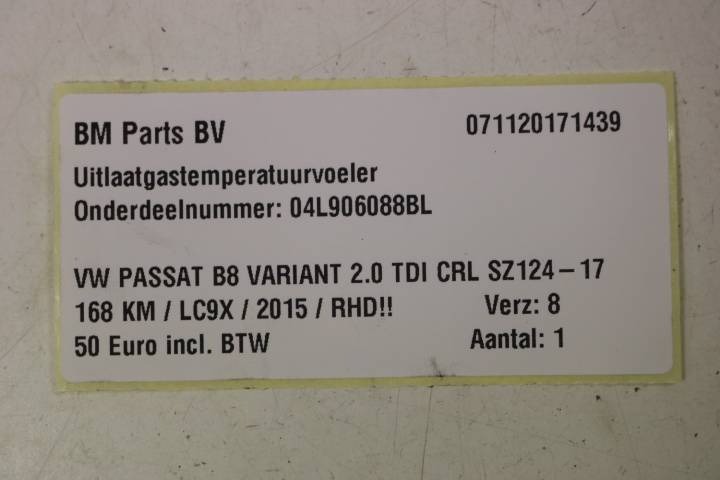 BM Parts BV 071120171439
Uitlaatgastemperatuurvoeler
Onderdeelnummer: 04L906088BL
VW PASSAT B8 VARIANT 2.0 TDI CRL SZ124-17
168 KM / LC9X / 2015 / RHD!! Verz: 8
50 Euro incl. BTW Aantal: 1